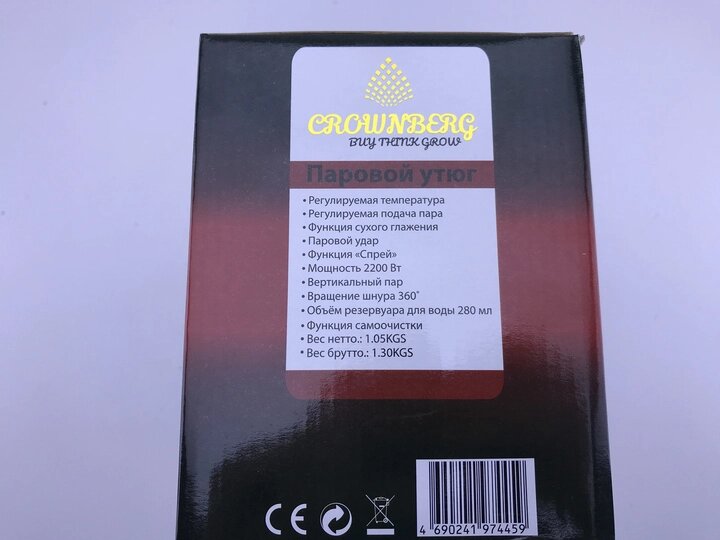 CROWNBERG
BUY THINK GROW
Паровой утюг
• Регулируемая температура
• Регулируемая подача пара
• Функция сухого глажения
• Паровой удар
• Функция «Спрей»
• Мощность 2200 Вт
• Вертикальный пар
• Вращение шнура 360˚
• Объём резервуара для воды 280 мл
• Функция самоочистки
• Вес нетто.: 1.05KGS
• Вес брутто.: 1.30KGS
CE
4 690241 974459